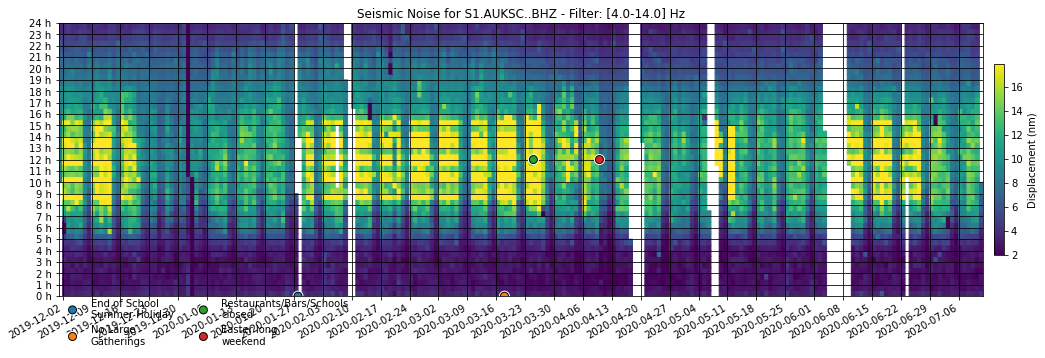 Seismic Noise for S1.AUKSC..BHZ - Filter: [4.0-14.0] Hz
24 h
23 h
22 h
21 h
20 h
19 h
18 h
17 h
16 h
15 h
14 h
13 h
12 h
11 h
10 h
9 h
8 h
7 h
6 h
5 h
4 h
3 h
2 h
1 h
0 h
16
14
12
10
8
6
4
2
Displacement (nm)
2019-12-02
2020-01-27
2020-02-03
2020-02-10
2020-02-17
2020-02-24
2020-03-02
2020-03-09
2020-03-16
2020-03-23
2020-03-30
2020-04-06
2020-04-13
2020-04-20
2020-04-27
2020-05-04
2020-05-11
2020-05-18
2020-05-25
2020-06-01
2020-06-08
2020-06-15
2020-06-22
2020-06-29
2020-07-06
End of School
Summer Holiday
No large
Gatherings
Restaurants/Bars/Schools
closed
Easter long
weekend